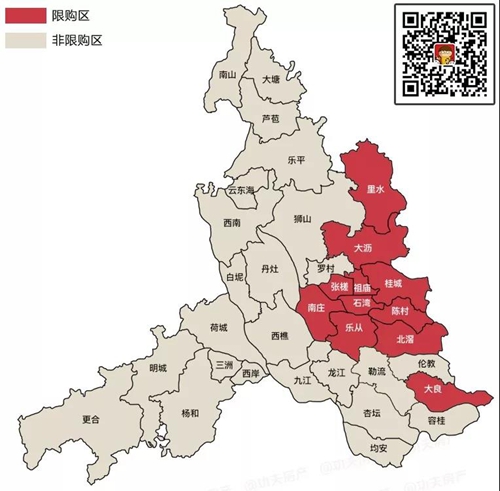 限购区
非限购区
南山
大塘
芦苞
乐平
里水
云东海
西南
狮山
大沥
罗村
丹灶
白坭
张槎
祖庙
桂城
南庄
石湾
陈村
荷城
西樵
乐从
北滘
明城
三洲
西岸
九江
龙江
勒流
伦教
大良
更合
杨和
杏坛
容桂
均安